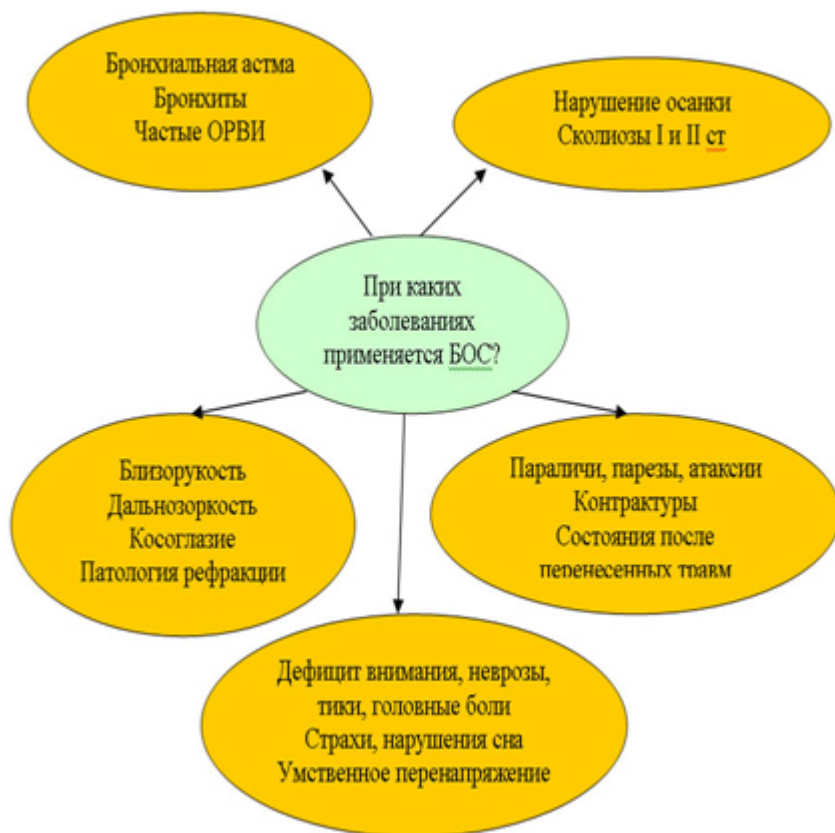 Бронхиальная астма
Бронхиты
Частые ОРВИ
Нарушение осанки
Сколиозы I и II ст
При каких
заболеваниях
применяется БОС?
Близорукость
Дальнозоркость
Косоглазие
Патология рефракции
Параличи, парезы, атаксии
Контрактуры
Состояния после
перенесенных травм
Дефицит внимания, неврозы,
тики, головные боли
Страхи, нарушения сна
Умственное перенапряжение